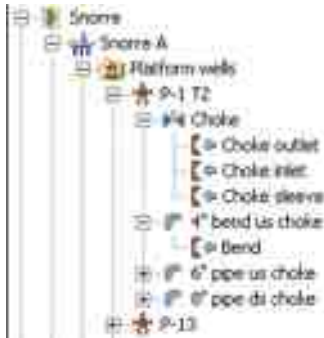 Snorre
Snorre A
Platform wells
P-1 T2
Choke
Choke outlet
Choke inlet
Choke sleeve
4" bend us choke
Bend
6" pipe us choke
8" pipe ds choke
P-13